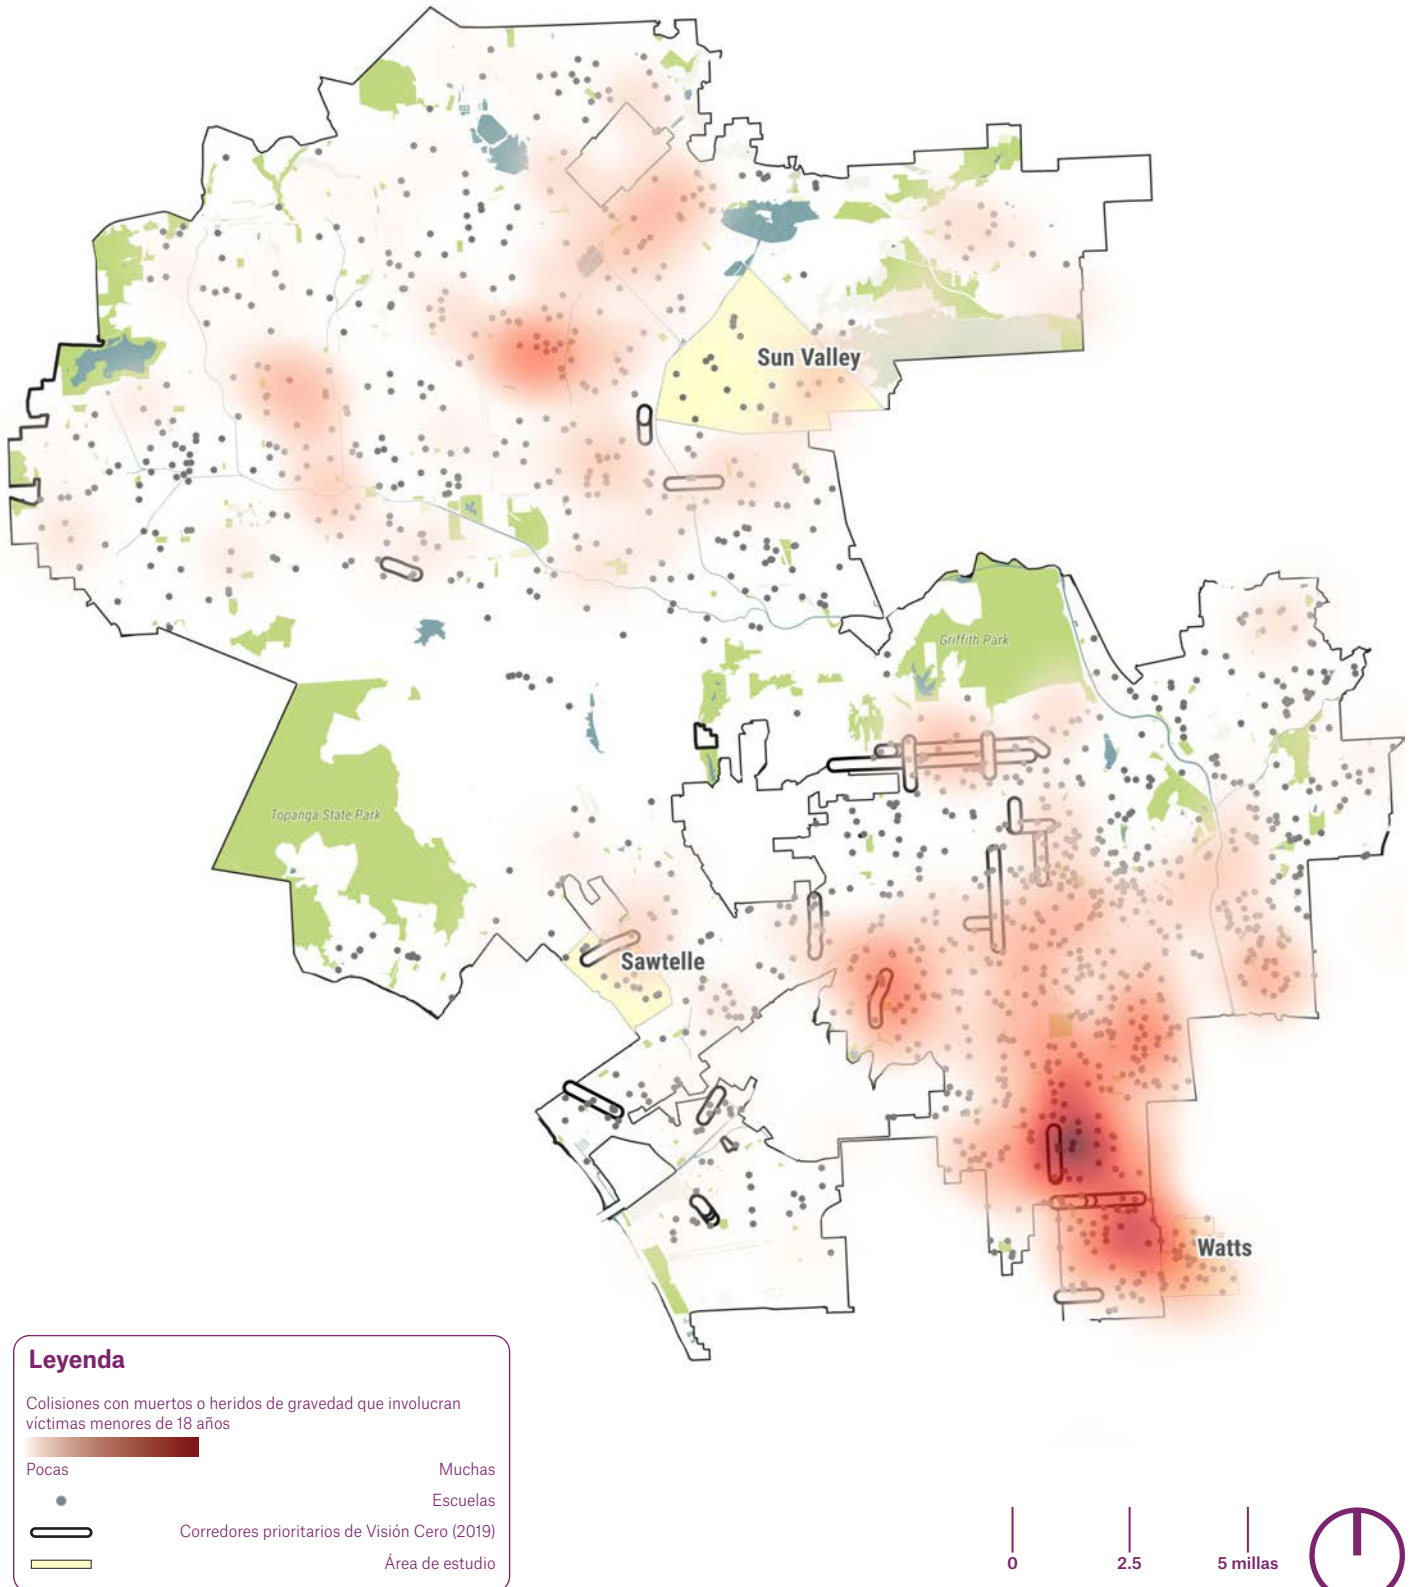 Sun Valley
Griffith Park
Topanga State Park
Sawtelle
Watts
Leyenda
Colisiones con muertos o heridos de gravedad que involucran
víctimas menores de 18 años
Pocas Muchas
Escuelas
Corredores prioritarios de Visión Cero (2019)
Área de estudio
0 2.5 5 millas